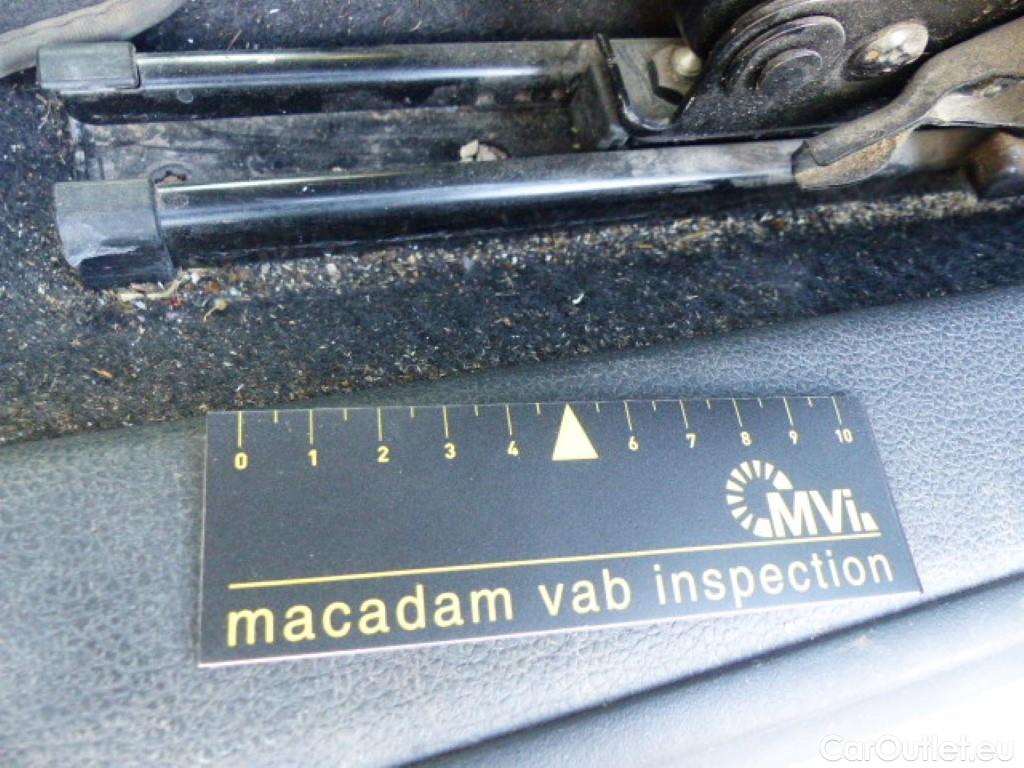 0 1 2 3 4 6 7 8 9 10
MVi
macadam vab inspection
CarOutlet.eu